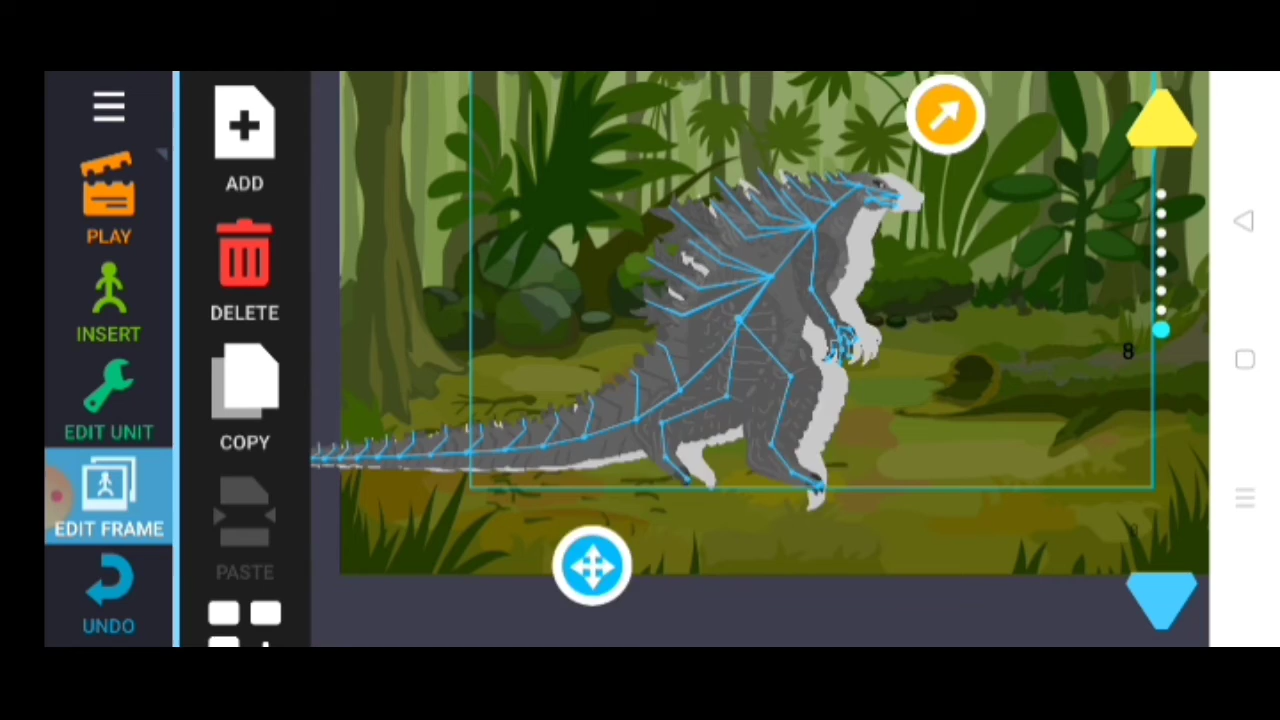 PLAY
INSERT
EDIT UNIT
EDIT FRAME
UNDO
ADD
DELETE
COPY
PASTE
8